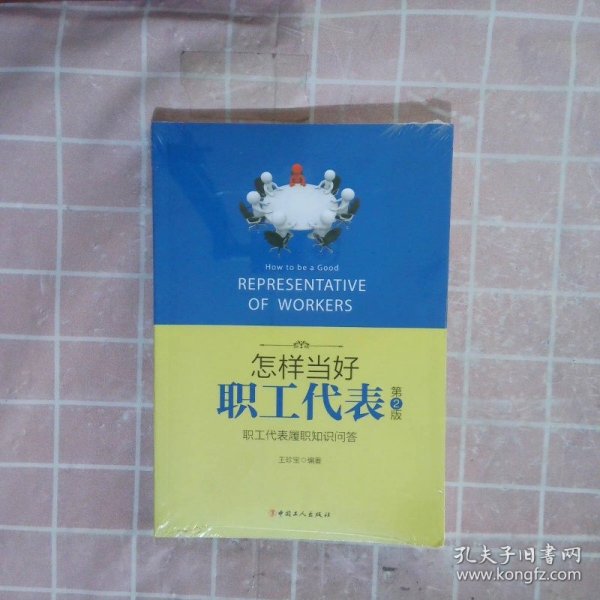 How to be a Good
REPRESENTATIVE
OF WORKERS
怎样当好
职工代表 第2版
职工代表履职知识问答
王珍宝◎编著
中国工人出版社
孔夫子旧书网
www.kongfz.com